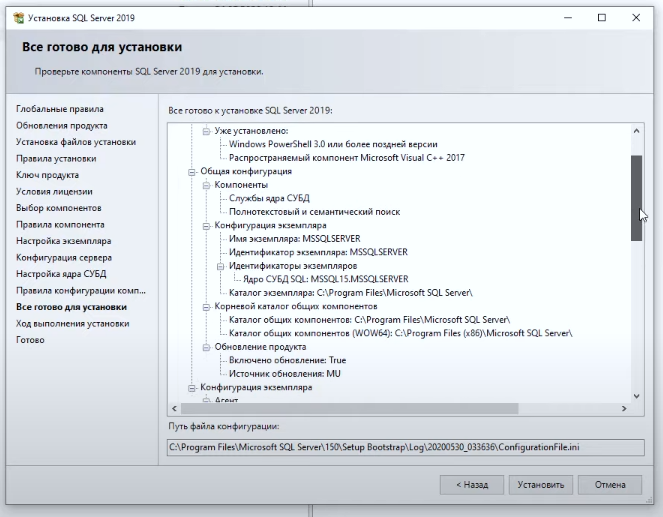 Установка SQL Server 2019
Все готово для установки
Проверьте компоненты SQL Server 2019 для установки.
Глобальные правила
Обновления продукта
Установка файлов установки
Правила установки
Ключ продукта
Условия лицензии
Выбор компонентов
Правила компонента
Настройка экземпляра
Конфигурация сервера
Настройка ядра СУБД
Правила конфигурации комп...
Все готово для установки
Ход выполнения установки
Готово
Все готово к установке SQL Server 2019:
Уже установлено:
Windows PowerShell 3.0 или более поздней версии
Распространяемый компонент Microsoft Visual C++ 2017
Общая конфигурация
Компоненты
Службы ядра СУБД
Полнотекстовый и семантический поиск
Конфигурация экземпляра
Имя экземпляра: MSSQLSERVER
Идентификатор экземпляра: MSSQLSERVER
Идентификаторы экземпляров
Ядро СУБД SQL: MSSQL15.MSSQLSERVER
Каталог экземпляра: C:\Program Files\Microsoft SQL Server\
Корневой каталог общих компонентов
Каталог общих компонентов: C:\Program Files\Microsoft SQL Server\
Каталог общих компонентов (WOW64): C:\Program Files (x86)\Microsoft SQL Server\
Обновление продукта
Включено обновление: True
Источник обновления: MU
Конфигурация экземпляра
Агент
Путь файла конфигурации:
C:\Program Files\Microsoft SQL Server\150\Setup Bootstrap\Log\20200530_033636\ConfigurationFile.ini
< Назад
Установить
Отмена